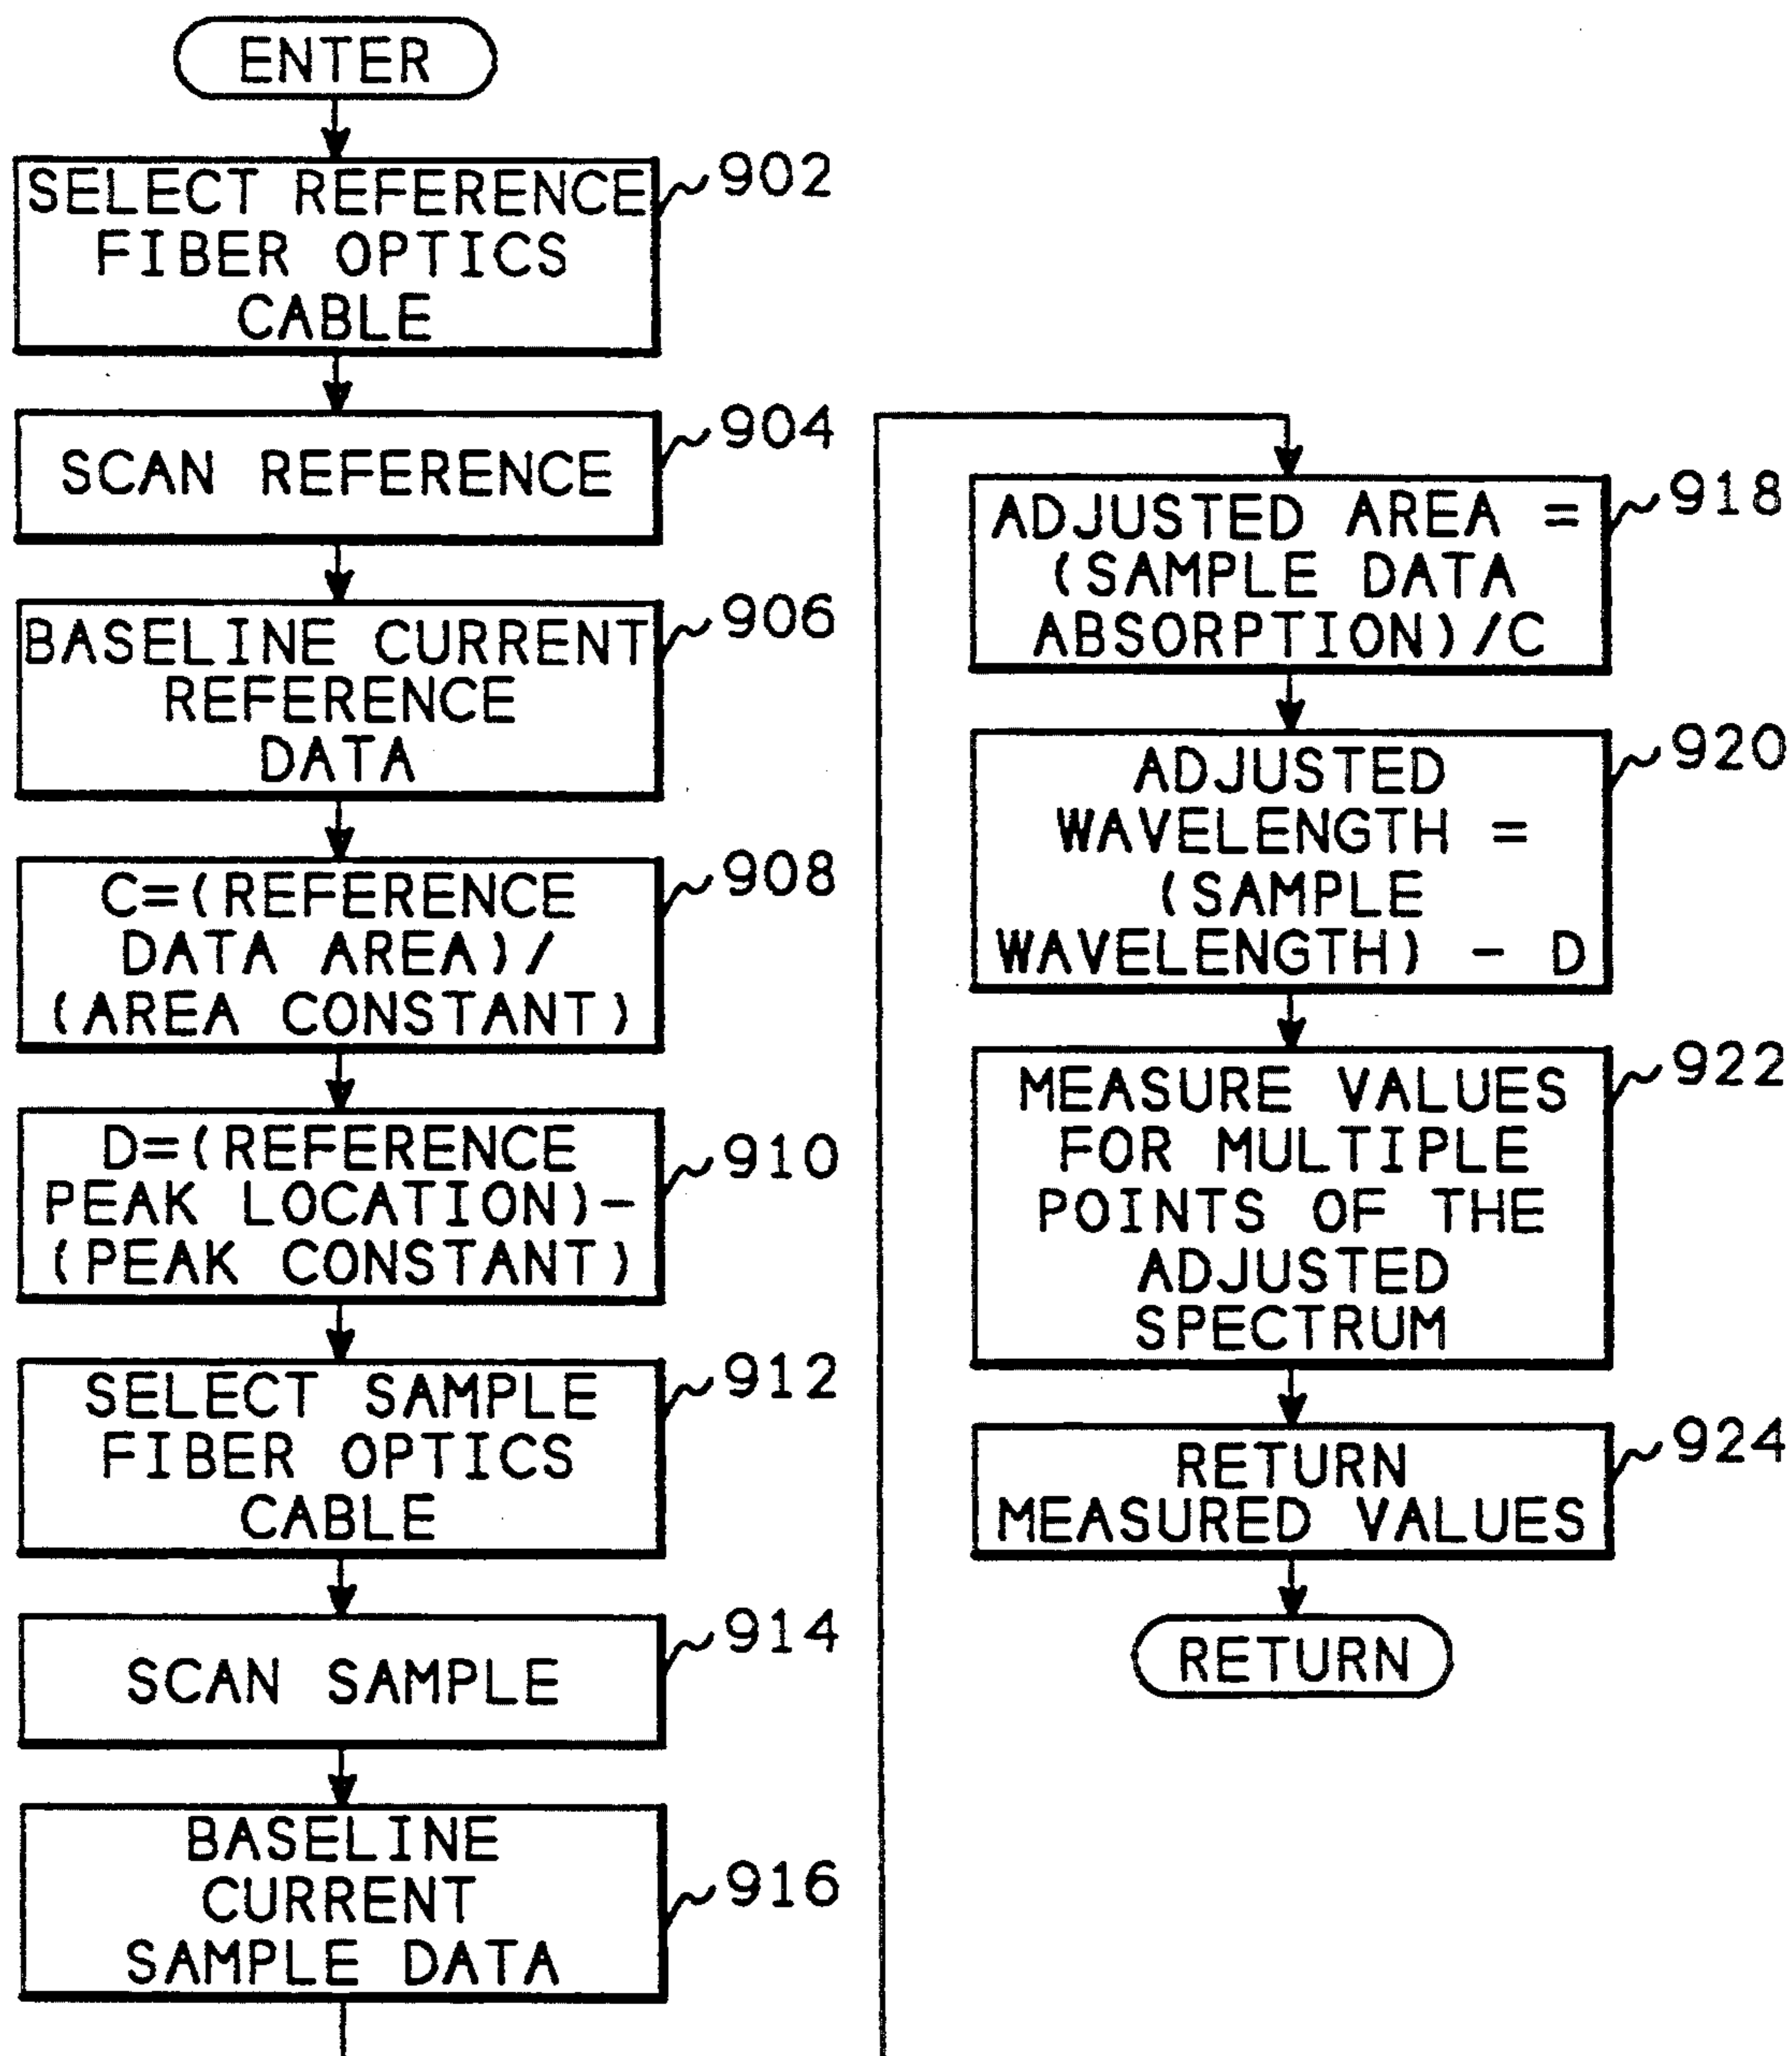 ENTER
SELECT REFERENCE
FIBER OPTICS
CABLE
902
SCAN REFERENCE
904
BASELINE CURRENT
REFERENCE
DATA
906
C=(REFERENCE
DATA AREA)/
(AREA CONSTANT)
908
D=(REFERENCE
PEAK LOCATION)-
(PEAK CONSTANT)
910
SELECT SAMPLE
FIBER OPTICS
CABLE
912
SCAN SAMPLE
914
BASELINE
CURRENT
SAMPLE DATA
916
ADJUSTED AREA =
(SAMPLE DATA
ABSORPTION)/C
918
ADJUSTED
WAVELENGTH =
(SAMPLE
WAVELENGTH) - D
920
MEASURE VALUES
FOR MULTIPLE
POINTS OF THE
ADJUSTED
SPECTRUM
922
RETURN
MEASURED VALUES
924
RETURN